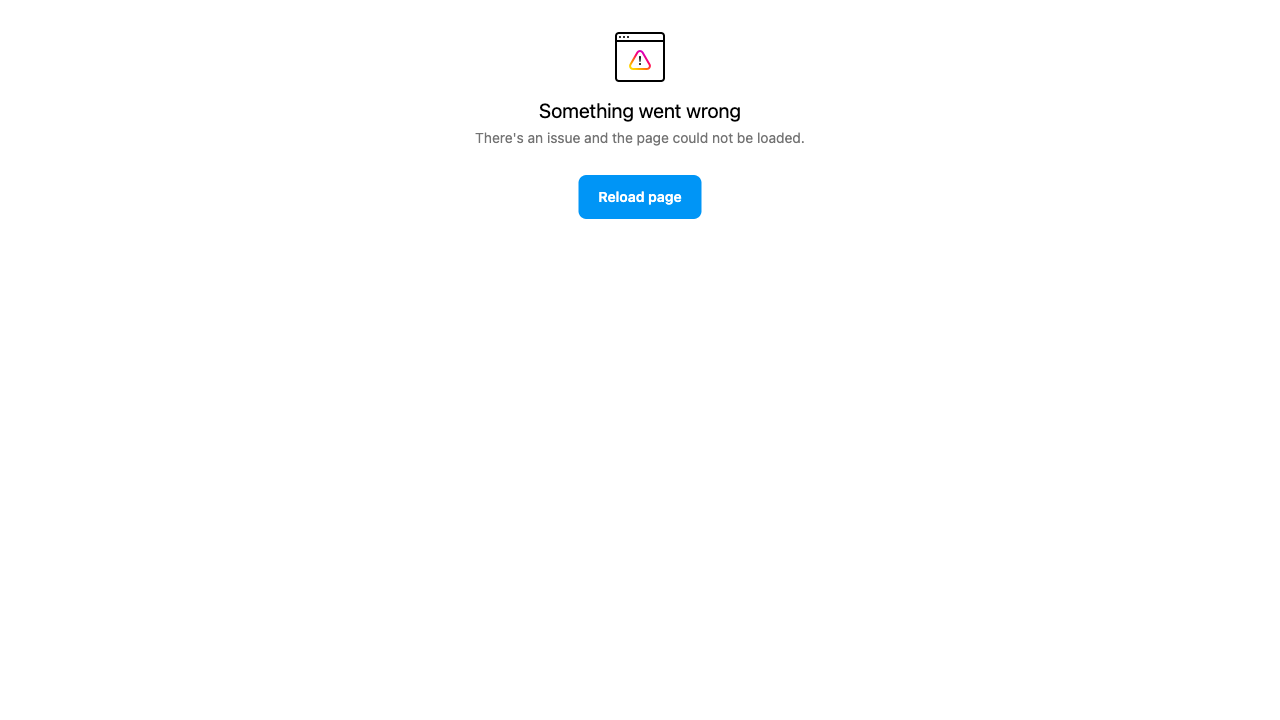 Something went wrong
There's an issue and the page could not be loaded.
Reload page